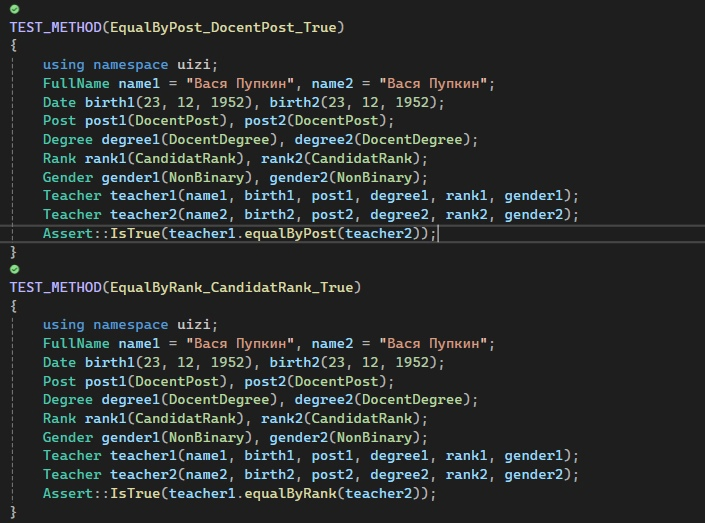 TEST_METHOD(EqualByPost_DocentPost_True)
{
using namespace uizi;
FullName name1 = "Вася Пупкин", name2 = "Вася Пупкин";
Date birth1(23, 12, 1952), birth2(23, 12, 1952);
Post post1(DocentPost), post2(DocentPost);
Degree degree1(DocentDegree), degree2(DocentDegree);
Rank rank1(CandidatRank), rank2(CandidatRank);
Gender gender1(NonBinary), gender2(NonBinary);
Teacher teacher1(name1, birth1, post1, degree1, rank1, gender1);
Teacher teacher2(name2, birth2, post2, degree2, rank2, gender2);
Assert::IsTrue(teacher1.equalByPost(teacher2));
}
TEST_METHOD(EqualByRank_CandidatRank_True)
{
using namespace uizi;
FullName name1 = "Вася Пупкин", name2 = "Вася Пупкин";
Date birth1(23, 12, 1952), birth2(23, 12, 1952);
Post post1(DocentPost), post2(DocentPost);
Degree degree1(DocentDegree), degree2(DocentDegree);
Rank rank1(CandidatRank), rank2(CandidatRank);
Gender gender1(NonBinary), gender2(NonBinary);
Teacher teacher1(name1, birth1, post1, degree1, rank1, gender1);
Teacher teacher2(name2, birth2, post2, degree2, rank2, gender2);
Assert::IsTrue(teacher1.equalByRank(teacher2));
}